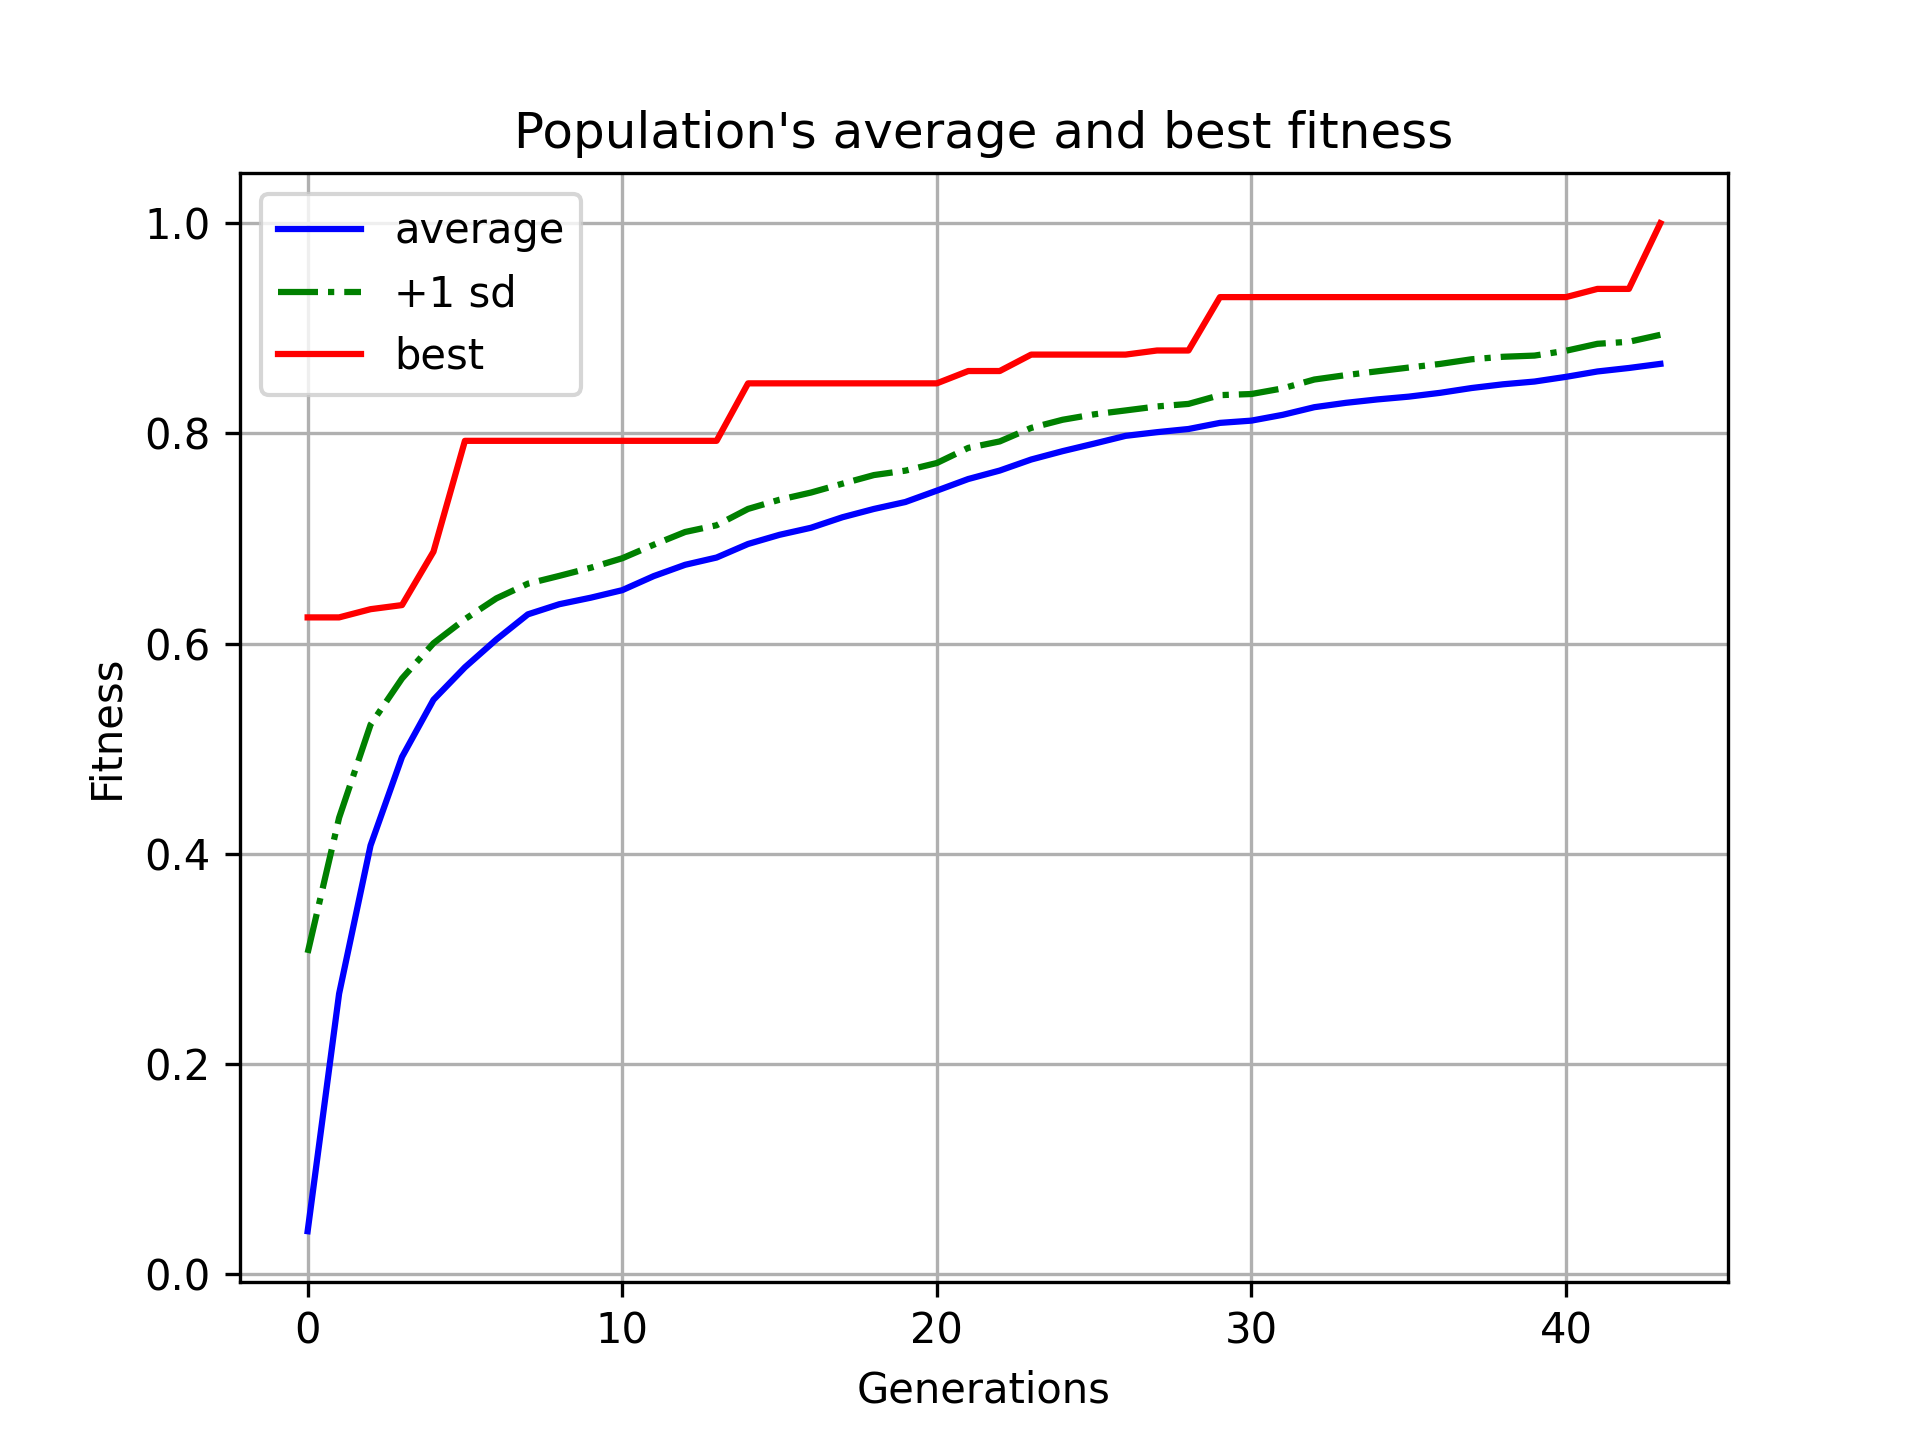 Population's average and best fitness
average
+1 sd
best
1.0
0.8
0.6
0.4
0.2
0.0
Fitness
0 10 20 30 40
Generations